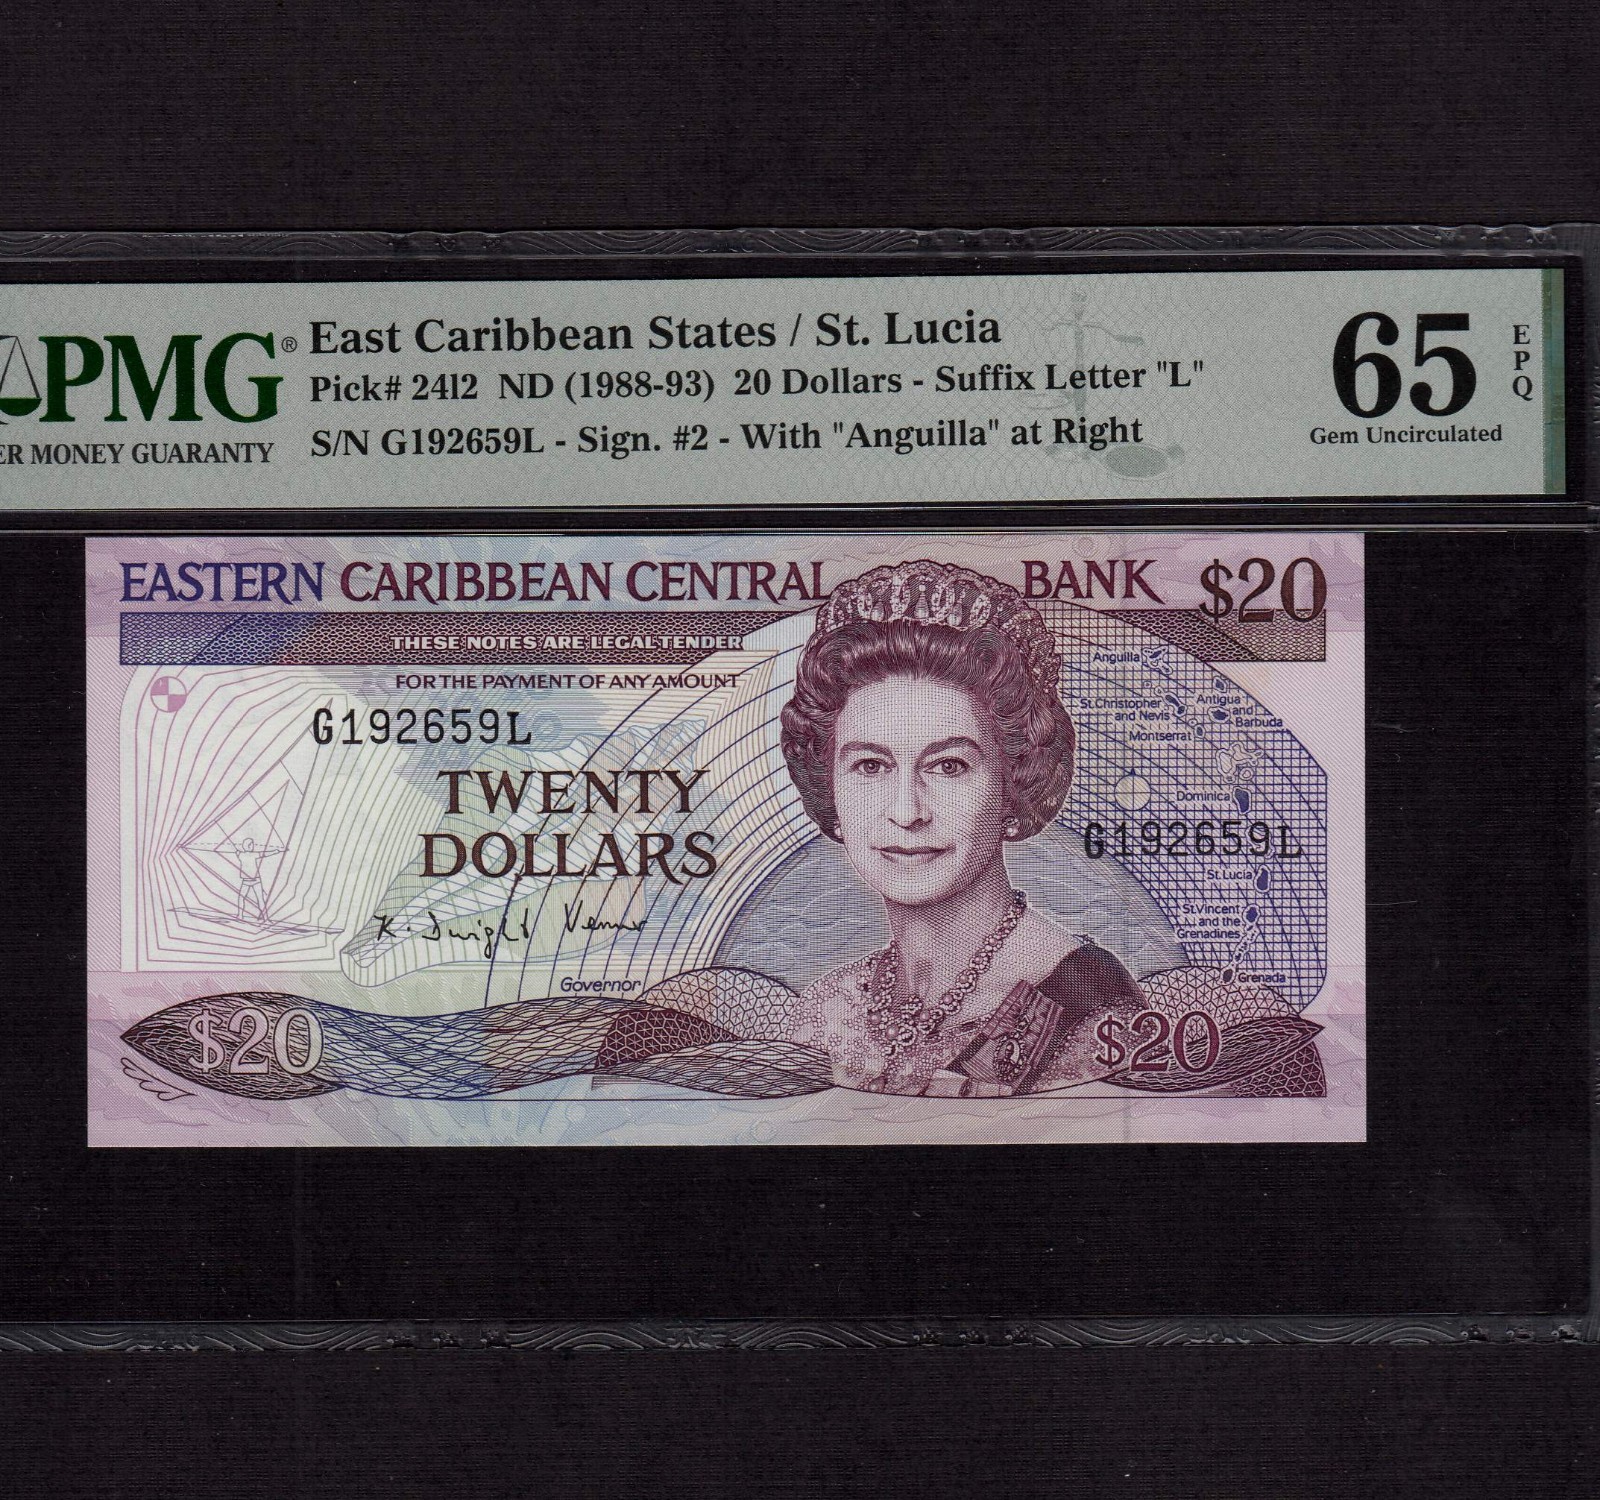 PMG®
ER MONEY GUARANTY
East Caribbean States / St. Lucia
Pick# 24l2 ND (1988-93) 20 Dollars - Suffix Letter "L"
S/N G192659L - Sign. #2 - With "Anguilla" at Right
65
EPQ
Gem Uncirculated
EASTERN CARIBBEAN CENTRAL BANK $20
THESE NOTES ARE LEGAL TENDER
FOR THE PAYMENT OF ANY AMOUNT
G192659L
TWENTY
DOLLARS
K. Dwight Venner
Governor
Anguilla
St.Christopher
and Nevis
Antigua
and
Barbuda
Montserrat
Dominica
G192659L
St.Lucia
St.Vincent
and the
Grenadines
Grenada
$20
$20